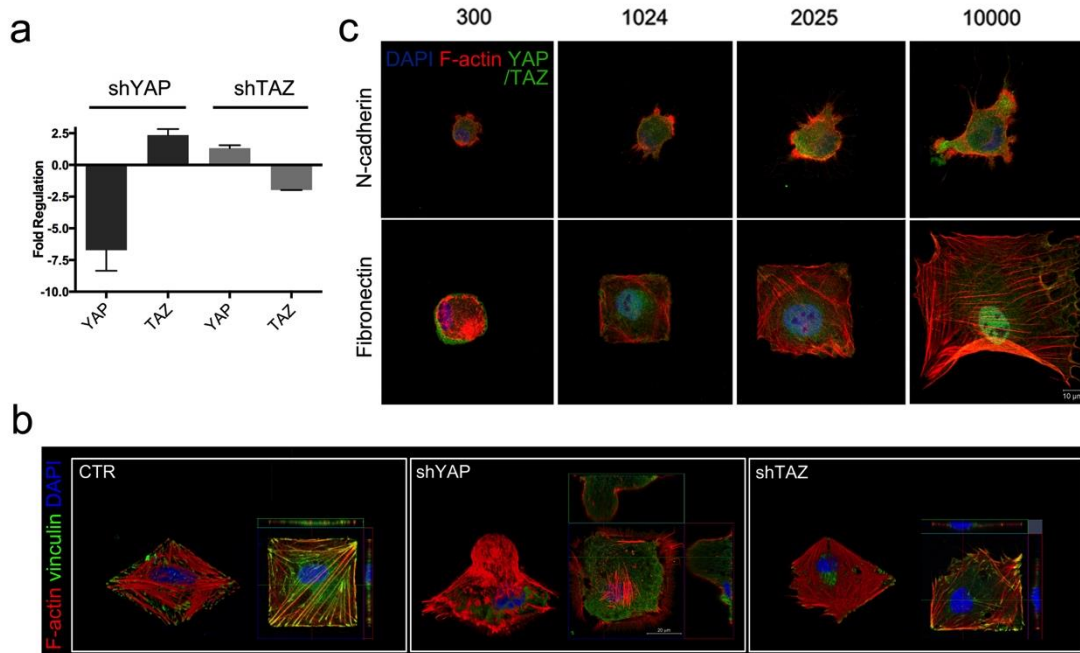 a
shYAP shTAZ
Fold Regulation
2.5
0.0
-2.5
-5.0
-7.5
-10.0
YAP TAZ YAP TAZ
c
300 1024 2025 10000
DAPI F-actin YAP
/TAZ
N-cadherin
Fibronectin
10 µm
b
F-actin vinculin DAPI
CTR
shYAP
20 µm
shTAZ